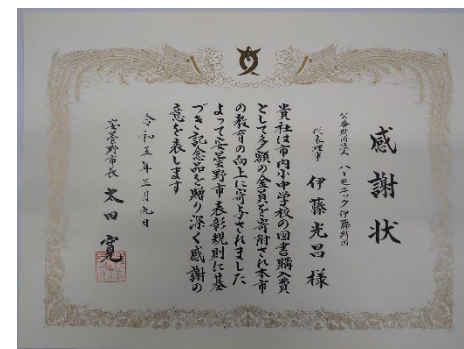 感謝状
公益財団法人 ハーモニック伊藤財団
代表理事 伊藤光昌様
貴社は市内小中学校の図書購入費
として多額の金員を寄附され本市
の教育の向上に寄与されました
よって安曇野市表彰規則に基
づき記念品を贈り深く感謝の
意を表します
令和五年三月九日
安曇野市長 太田寛